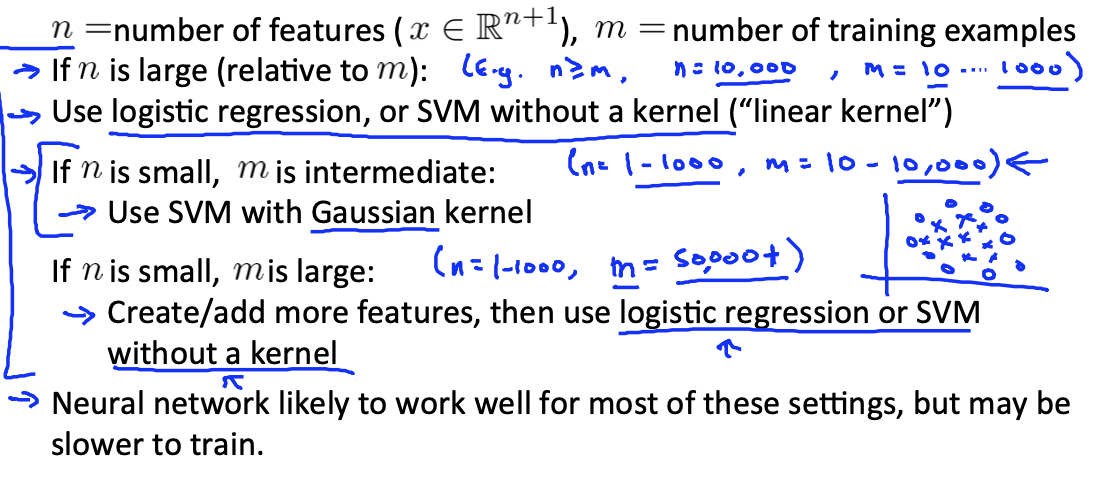 n =number of features ( x ∈ ℝⁿ⁺¹), m = number of training examples
→ If n is large (relative to m): (E.g. n ≥ m, n = 10,000, m = 10 .... 1000)
→ Use logistic regression, or SVM without a kernel (“linear kernel”)
→ If n is small, m is intermediate: (n = 1 - 1000, m = 10 - 10,000) ←
→ Use SVM with Gaussian kernel
If n is small, m is large: (n = 1 - 1000, m = 50,000+)
→ Create/add more features, then use logistic regression or SVM
without a kernel
→ Neural network likely to work well for most of these settings, but may be
slower to train.